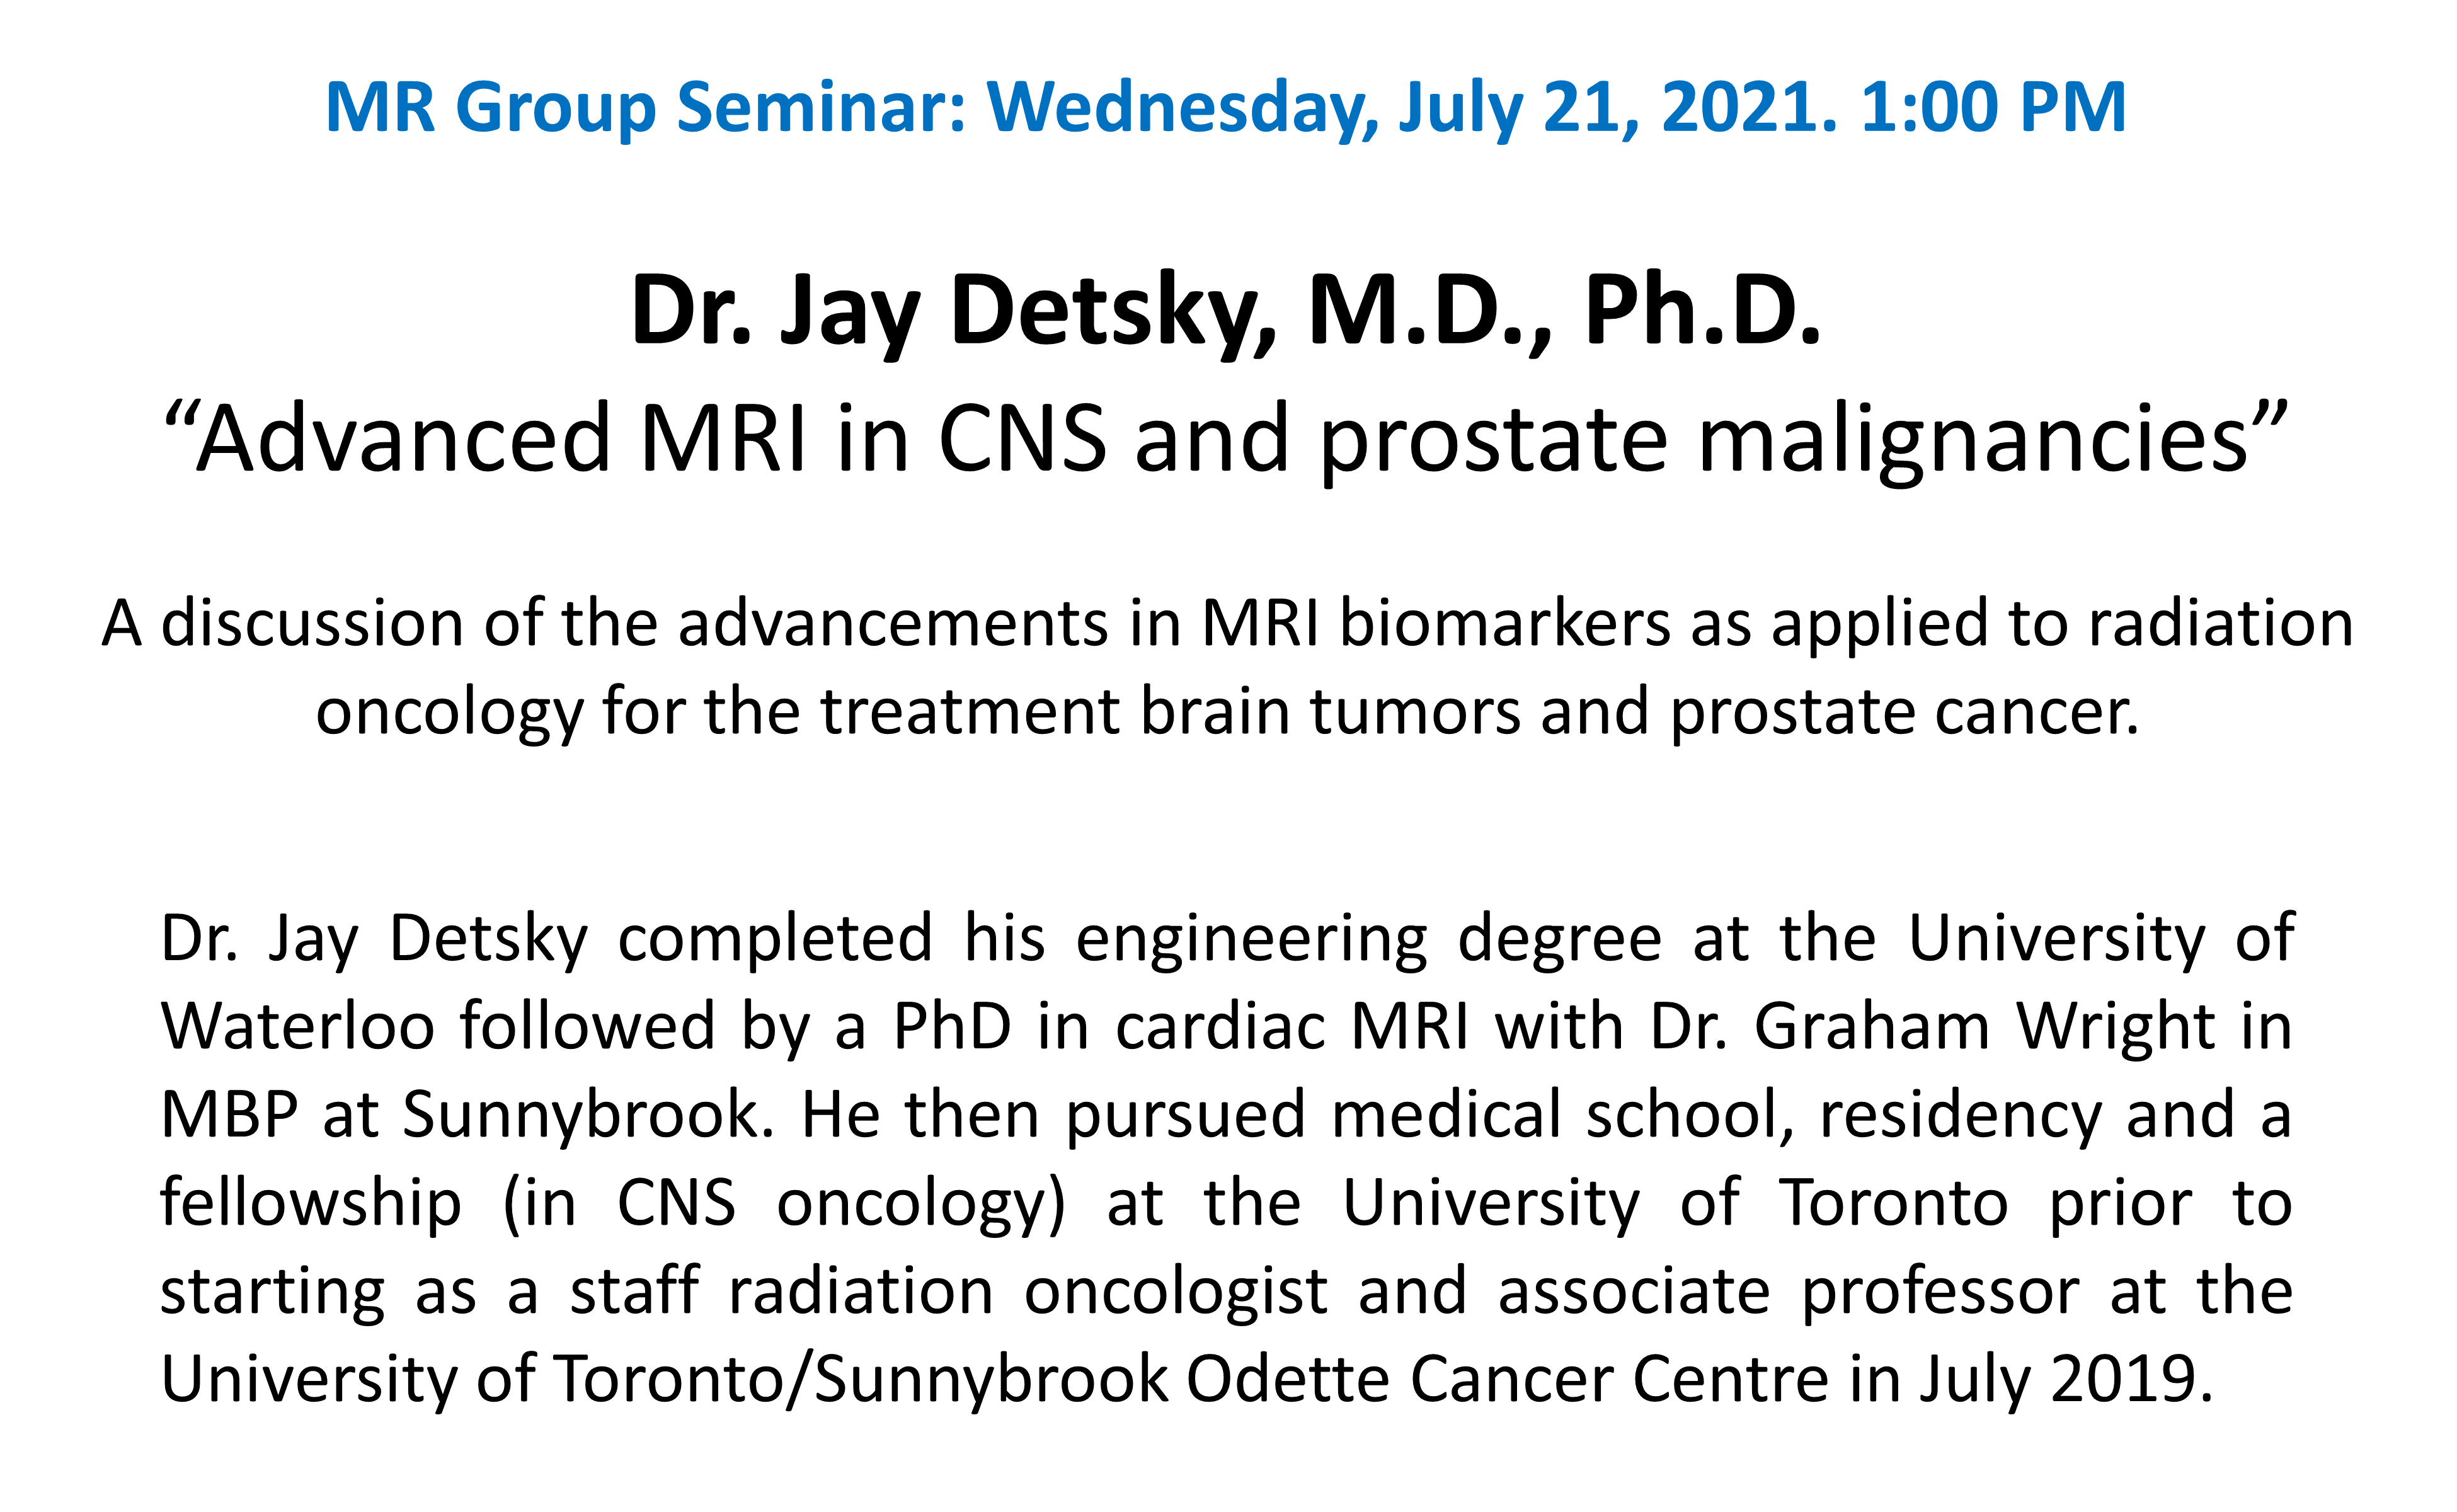 MR Group Seminar: Wednesday, July 21, 2021. 1:00 PM
Dr. Jay Detsky, M.D., Ph.D.
“Advanced MRI in CNS and prostate malignancies”
A discussion of the advancements in MRI biomarkers as applied to radiation
oncology for the treatment brain tumors and prostate cancer.
Dr. Jay Detsky completed his engineering degree at the University of
Waterloo followed by a PhD in cardiac MRI with Dr. Graham Wright in
MBP at Sunnybrook. He then pursued medical school, residency and a
fellowship (in CNS oncology) at the University of Toronto prior to
starting as a staff radiation oncologist and associate professor at the
University of Toronto/Sunnybrook Odette Cancer Centre in July 2019.